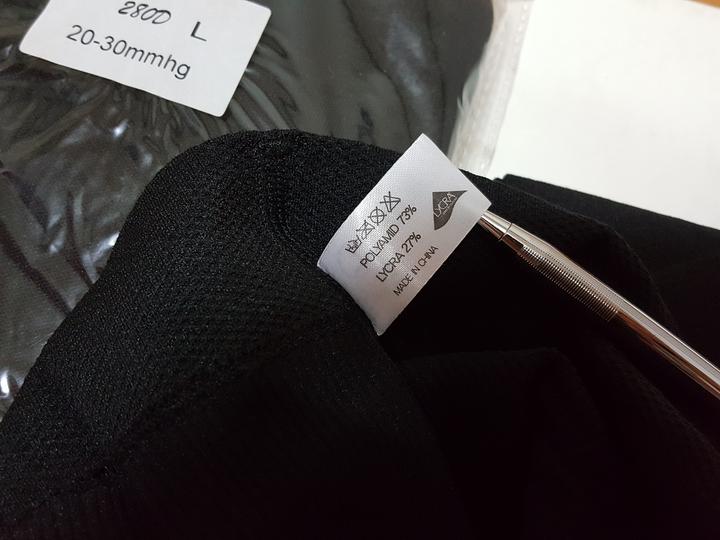 280D L
20-30mmhg
LYCRA
POLYAMID 73%
LYCRA 27%
MADE IN CHINA